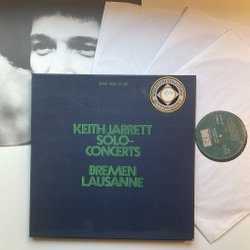 KEITH JARRETT
SOLO-
CONCERTS
BREMEN
LAUSANNE